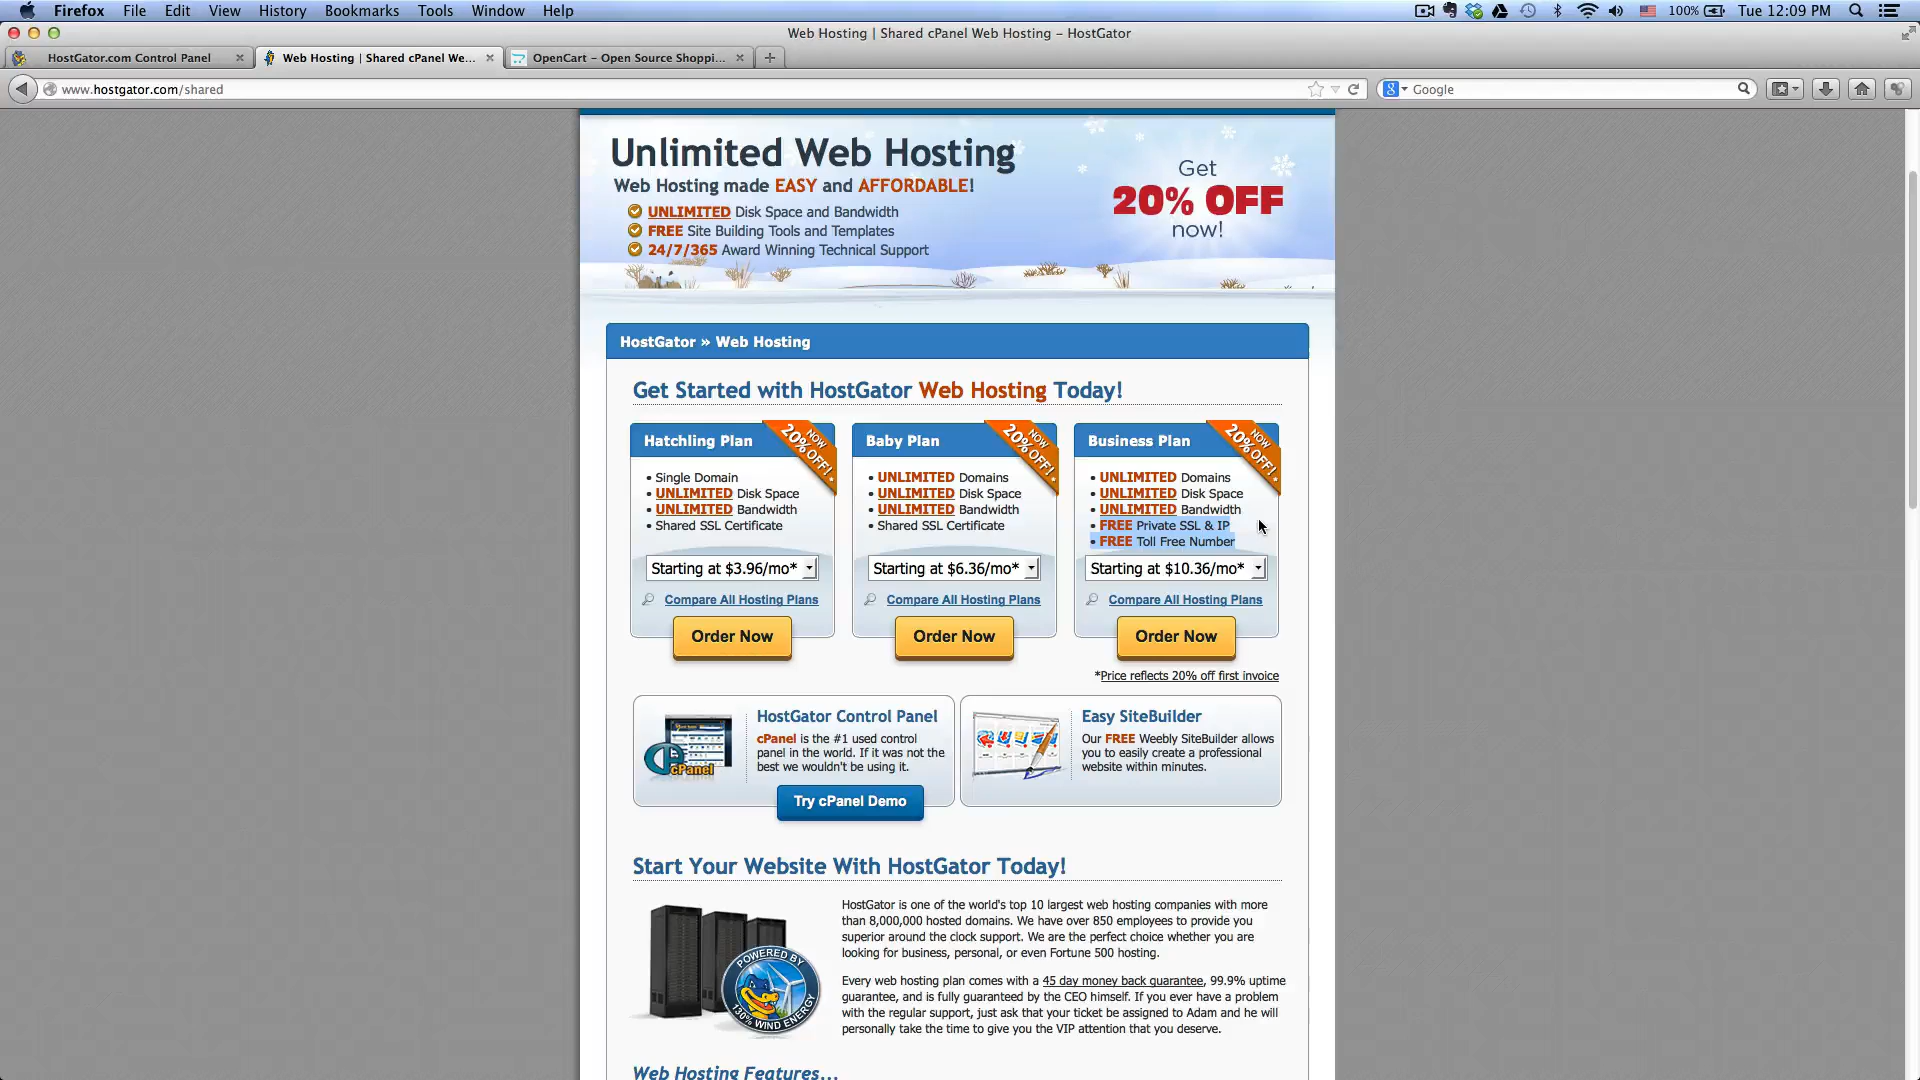 Firefox File Edit View History Bookmarks Tools Window Help 100% Tue 12:09 PM
Web Hosting | Shared cPanel Web Hosting – HostGator
HostGator.com Control Panel
Web Hosting | Shared cPanel We...
OpenCart – Open Source Shoppi...
www.hostgator.com/shared
Google
Unlimited Web Hosting
Web Hosting made EASY and AFFORDABLE!
UNLIMITED Disk Space and Bandwidth
FREE Site Building Tools and Templates
24/7/365 Award Winning Technical Support
Get
20% OFF
now!
HostGator » Web Hosting
Get Started with HostGator Web Hosting Today!
Hatchling Plan
NOW
20% OFF!*
• Single Domain
• UNLIMITED Disk Space
• UNLIMITED Bandwidth
• Shared SSL Certificate
Starting at $3.96/mo*
Compare All Hosting Plans
Order Now
Baby Plan
NOW
20% OFF!*
• UNLIMITED Domains
• UNLIMITED Disk Space
• UNLIMITED Bandwidth
• Shared SSL Certificate
Starting at $6.36/mo*
Compare All Hosting Plans
Order Now
Business Plan
NOW
20% OFF!*
• UNLIMITED Domains
• UNLIMITED Disk Space
• UNLIMITED Bandwidth
• FREE Private SSL & IP
• FREE Toll Free Number
Starting at $10.36/mo*
Compare All Hosting Plans
Order Now
*Price reflects 20% off first invoice
cPanel
HostGator Control Panel
cPanel is the #1 used control
panel in the world. If it was not the
best we wouldn't be using it.
Try cPanel Demo
Easy SiteBuilder
Our FREE Weebly SiteBuilder allows
you to easily create a professional
website within minutes.
Start Your Website With HostGator Today!
POWERED BY
130% WIND ENERGY
HostGator is one of the world's top 10 largest web hosting companies with more
than 8,000,000 hosted domains. We have over 850 employees to provide you
superior around the clock support. We are the perfect choice whether you are
looking for business, personal, or even Fortune 500 hosting.
Every web hosting plan comes with a 45 day money back guarantee, 99.9% uptime
guarantee, and is fully guaranteed by the CEO himself. If you ever have a problem
with the regular support, just ask that your ticket be assigned to Adam and he will
personally take the time to give you the VIP attention that you deserve.
Web Hosting Features...